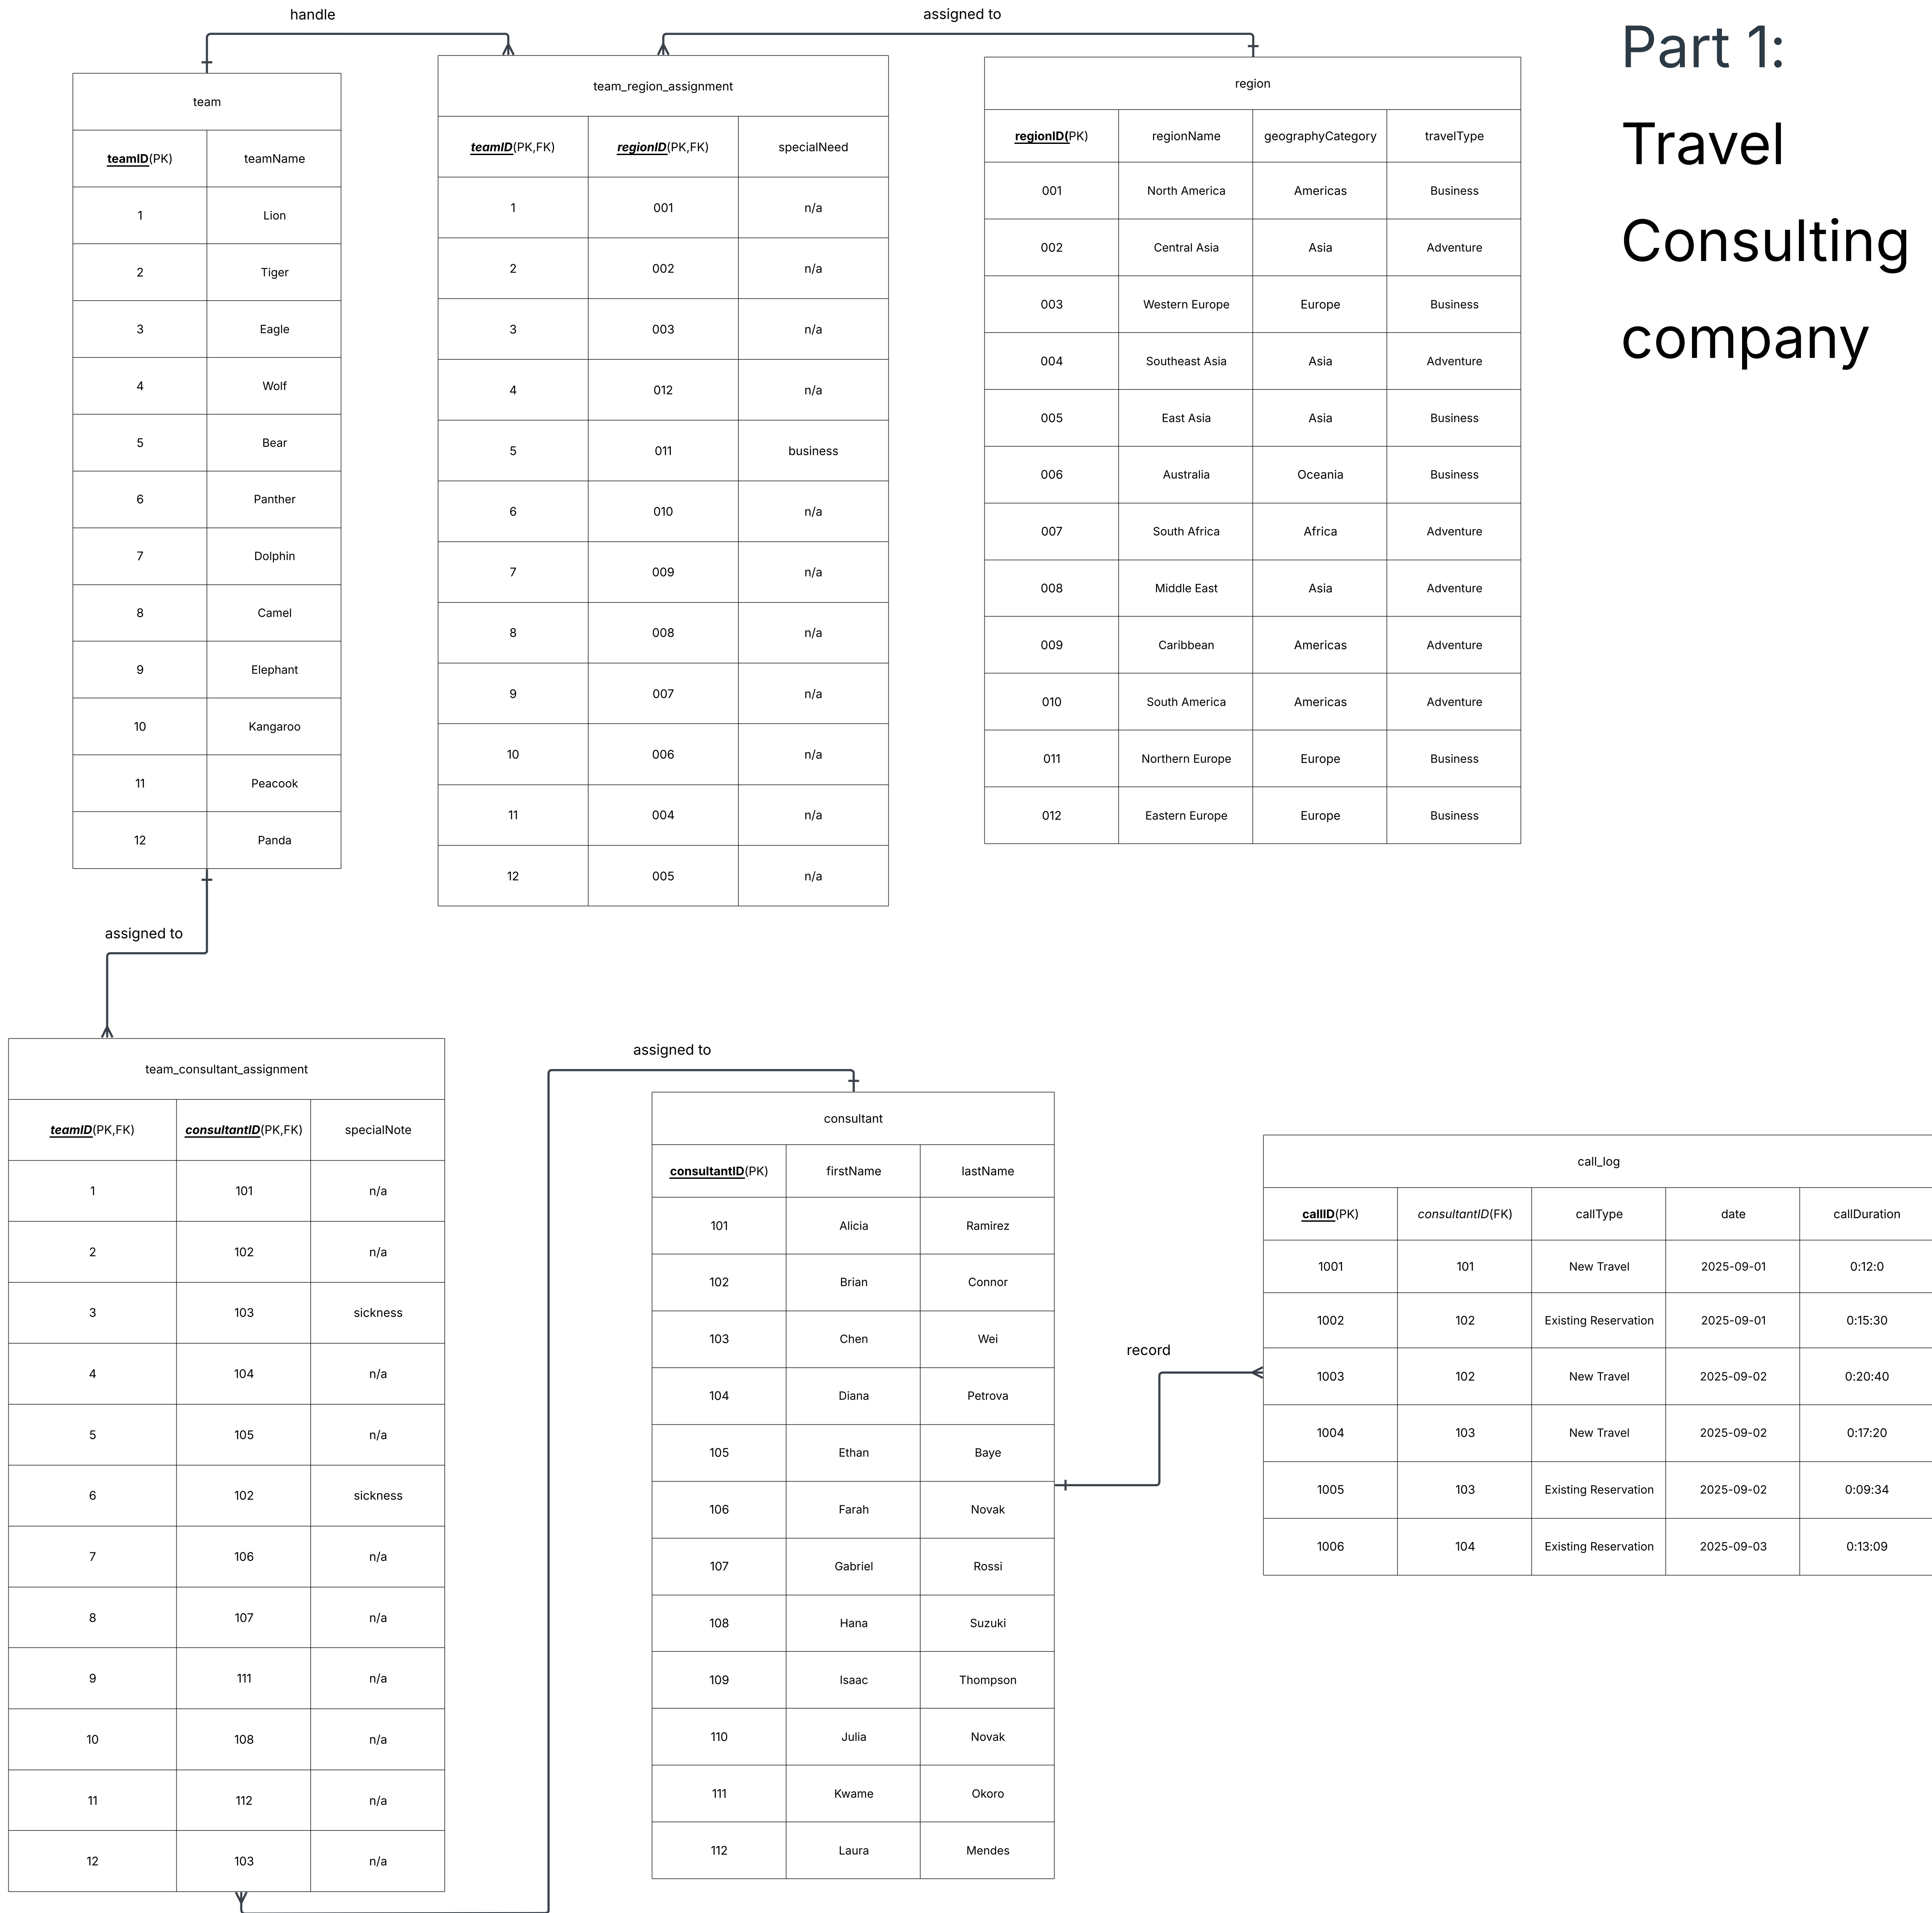 handle
assigned to
Part 1:
Travel
Consulting
company
team
teamID(PK) teamName
1 Lion
2 Tiger
3 Eagle
4 Wolf
5 Bear
6 Panther
7 Dolphin
8 Camel
9 Elephant
10 Kangaroo
11 Peacook
12 Panda
team_region_assignment
teamID(PK,FK) regionID(PK,FK) specialNeed
1 001 n/a
2 002 n/a
3 003 n/a
4 012 n/a
5 011 business
6 010 n/a
7 009 n/a
8 008 n/a
9 007 n/a
10 006 n/a
11 004 n/a
12 005 n/a
region
regionID(PK) regionName geographyCategory travelType
001 North America Americas Business
002 Central Asia Asia Adventure
003 Western Europe Europe Business
004 Southeast Asia Asia Adventure
005 East Asia Asia Business
006 Australia Oceania Business
007 South Africa Africa Adventure
008 Middle East Asia Adventure
009 Caribbean Americas Adventure
010 South America Americas Adventure
011 Northern Europe Europe Business
012 Eastern Europe Europe Business
assigned to
team_consultant_assignment
teamID(PK,FK) consultantID(PK,FK) specialNote
1 101 n/a
2 102 n/a
3 103 sickness
4 104 n/a
5 105 n/a
6 102 sickness
7 106 n/a
8 107 n/a
9 111 n/a
10 108 n/a
11 112 n/a
12 103 n/a
assigned to
consultant
consultantID(PK) firstName lastName
101 Alicia Ramirez
102 Brian Connor
103 Chen Wei
104 Diana Petrova
105 Ethan Baye
106 Farah Novak
107 Gabriel Rossi
108 Hana Suzuki
109 Isaac Thompson
110 Julia Novak
111 Kwame Okoro
112 Laura Mendes
record
call_log
callID(PK) consultantID(FK) callType date callDuration
1001 101 New Travel 2025-09-01 0:12:0
1002 102 Existing Reservation 2025-09-01 0:15:30
1003 102 New Travel 2025-09-02 0:20:40
1004 103 New Travel 2025-09-02 0:17:20
1005 103 Existing Reservation 2025-09-02 0:09:34
1006 104 Existing Reservation 2025-09-03 0:13:09